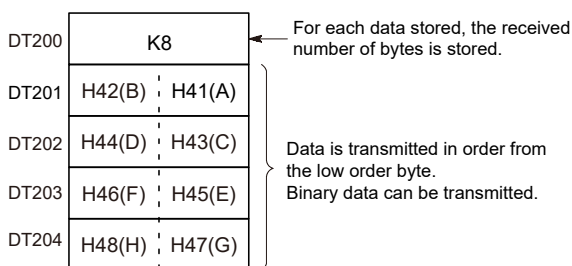 DT200 K8
For each data stored, the received
number of bytes is stored.
DT201 H42(B) H41(A)
DT202 H44(D) H43(C)
DT203 H46(F) H45(E)
DT204 H48(H) H47(G)
Data is transmitted in order from
the low order byte.
Binary data can be transmitted.